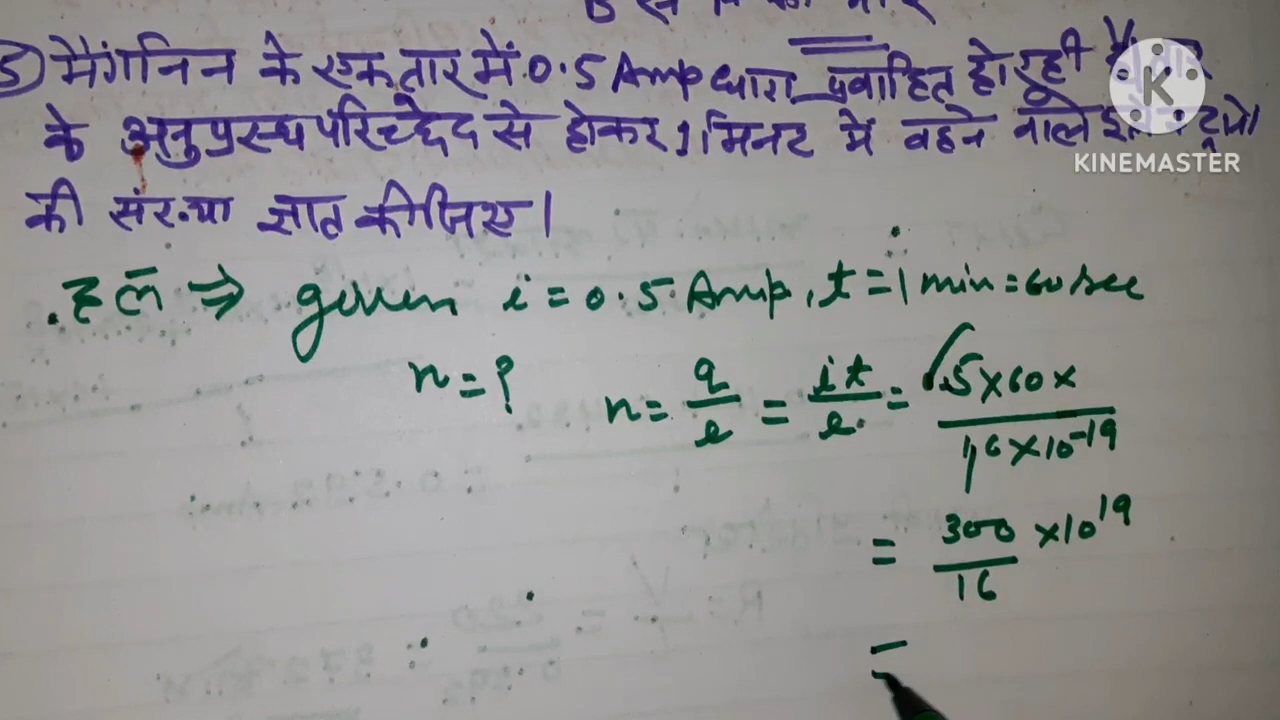 5) मैंगनिन के एक तार में 0.5 Amp धारा प्रवाहित हो रही है
के अनुप्रस्थ परिच्छेद से होकर 1 मिनट में बहने वाले
की संख्या ज्ञात कीजिए।
KINEMASTER
हल ⇒ given i = 0.5 Amp, t = 1 min = 60 sec
n = ? n = q/e = it/e = .5×60×/1.6×10⁻¹⁹
= 300/16 ×10¹⁹
=